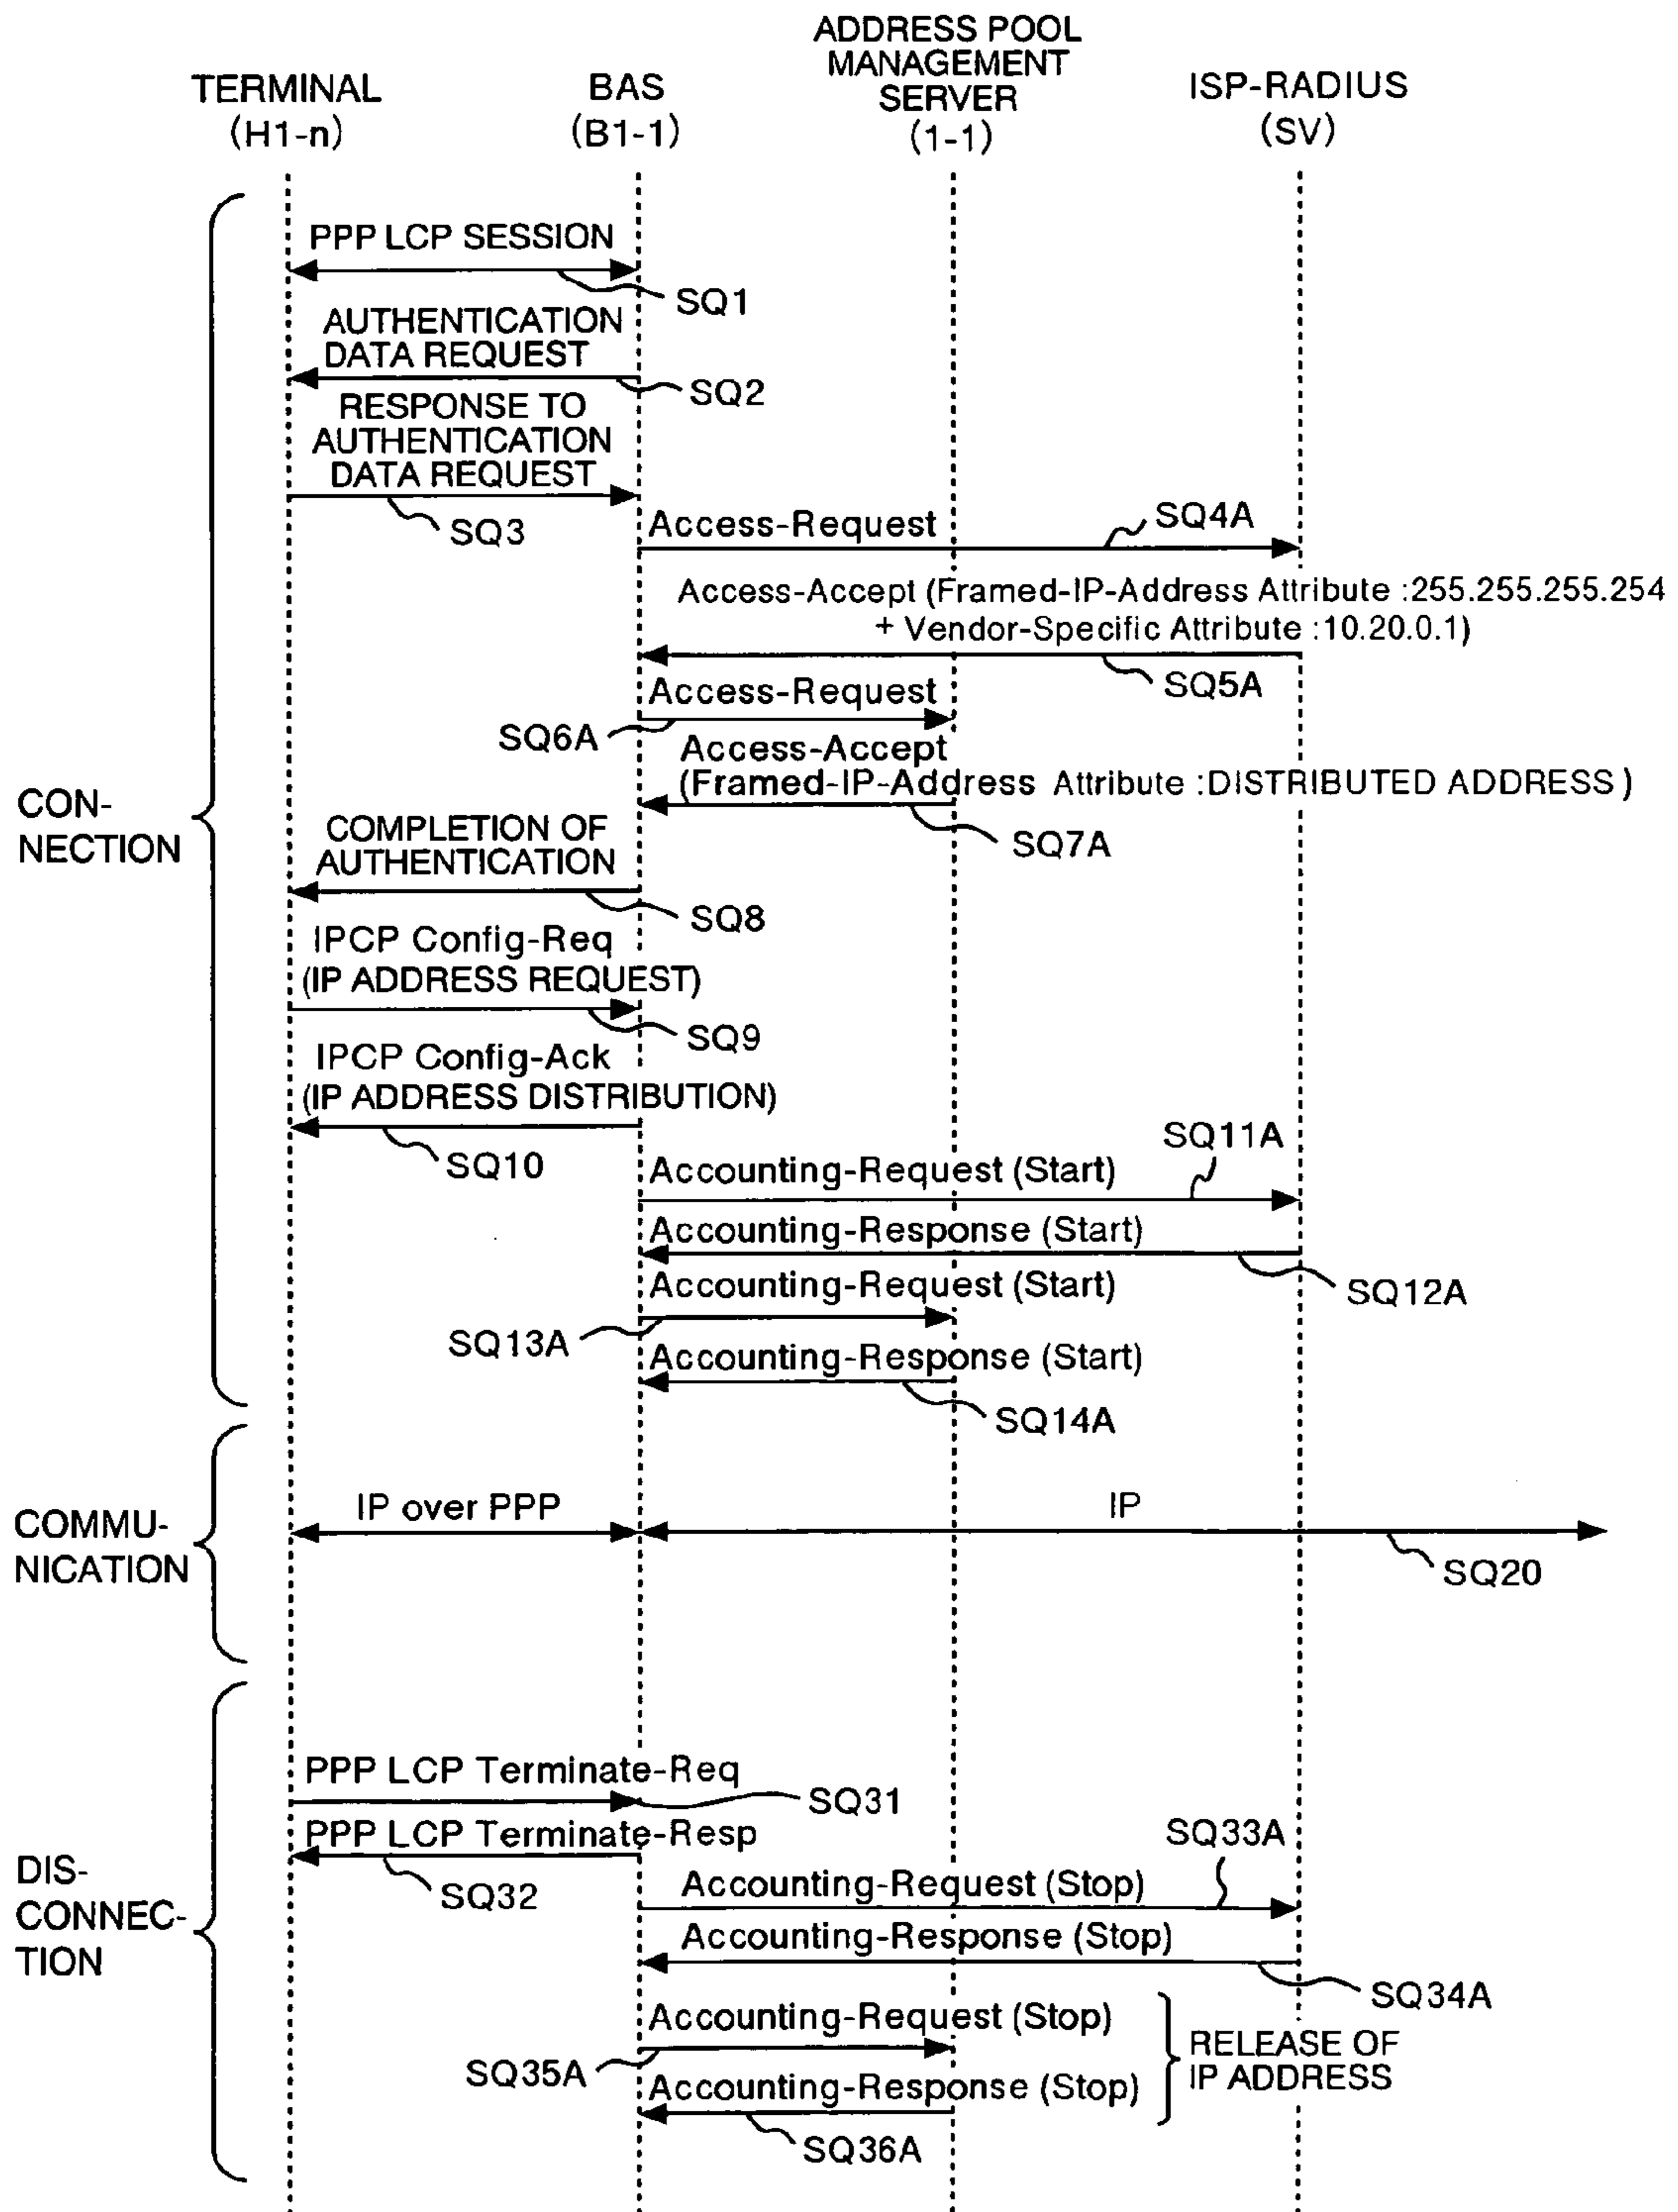 TERMINAL
(H1-n)
BAS
(B1-1)
ADDRESS POOL
MANAGEMENT
SERVER
(1-1)
ISP-RADIUS
(SV)
CON-
NECTION
PPP LCP SESSION
SQ1
AUTHENTICATION
DATA REQUEST
SQ2
RESPONSE TO
AUTHENTICATION
DATA REQUEST
SQ3
Access-Request
SQ4A
Access-Accept (Framed-IP-Address Attribute :255.255.255.254
+ Vendor-Specific Attribute :10.20.0.1)
SQ5A
Access-Request
SQ6A
Access-Accept
(Framed-IP-Address Attribute :DISTRIBUTED ADDRESS )
SQ7A
COMPLETION OF
AUTHENTICATION
SQ8
IPCP Config-Req
(IP ADDRESS REQUEST)
SQ9
IPCP Config-Ack
(IP ADDRESS DISTRIBUTION)
SQ10
SQ11A
Accounting-Request (Start)
Accounting-Response (Start)
SQ12A
Accounting-Request (Start)
SQ13A
Accounting-Response (Start)
SQ14A
COMMU-
NICATION
IP over PPP
IP
SQ20
DIS-
CONNEC-
TION
PPP LCP Terminate-Req
SQ31
PPP LCP Terminate-Resp
SQ32
SQ33A
Accounting-Request (Stop)
Accounting-Response (Stop)
SQ34A
Accounting-Request (Stop)
SQ35A
Accounting-Response (Stop)
SQ36A
RELEASE OF
IP ADDRESS